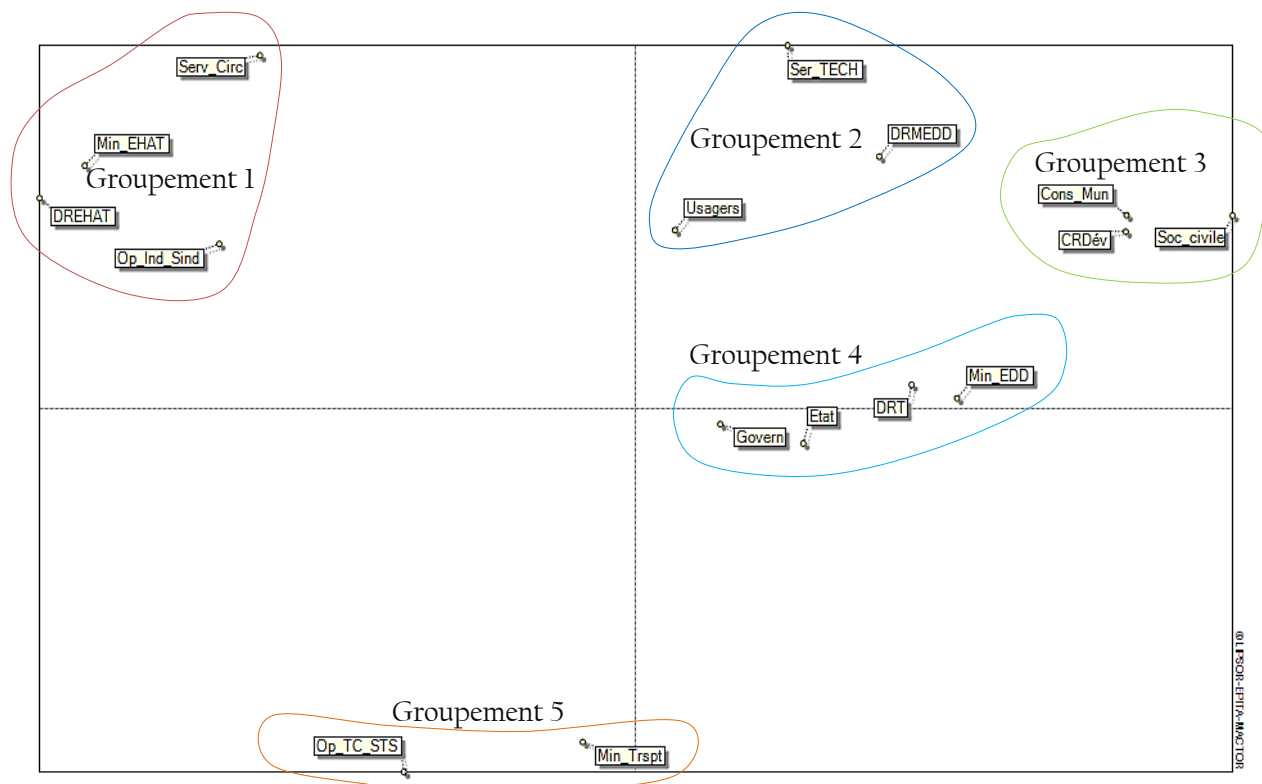 Serv_Circ
Min_EHAT
Groupement 1
DREHAT
Op_Ind_Sind
Ser_TECH
Groupement 2
DRMEDD
Usagers
Groupement 3
Cons_Mun
CRDév
Soc_civile
Groupement 4
Min_EDD
DRT
Etat
Govern
Groupement 5
Op_TC_STS
Min_Trspt
© LIPSOR-EPITA-MACTOR